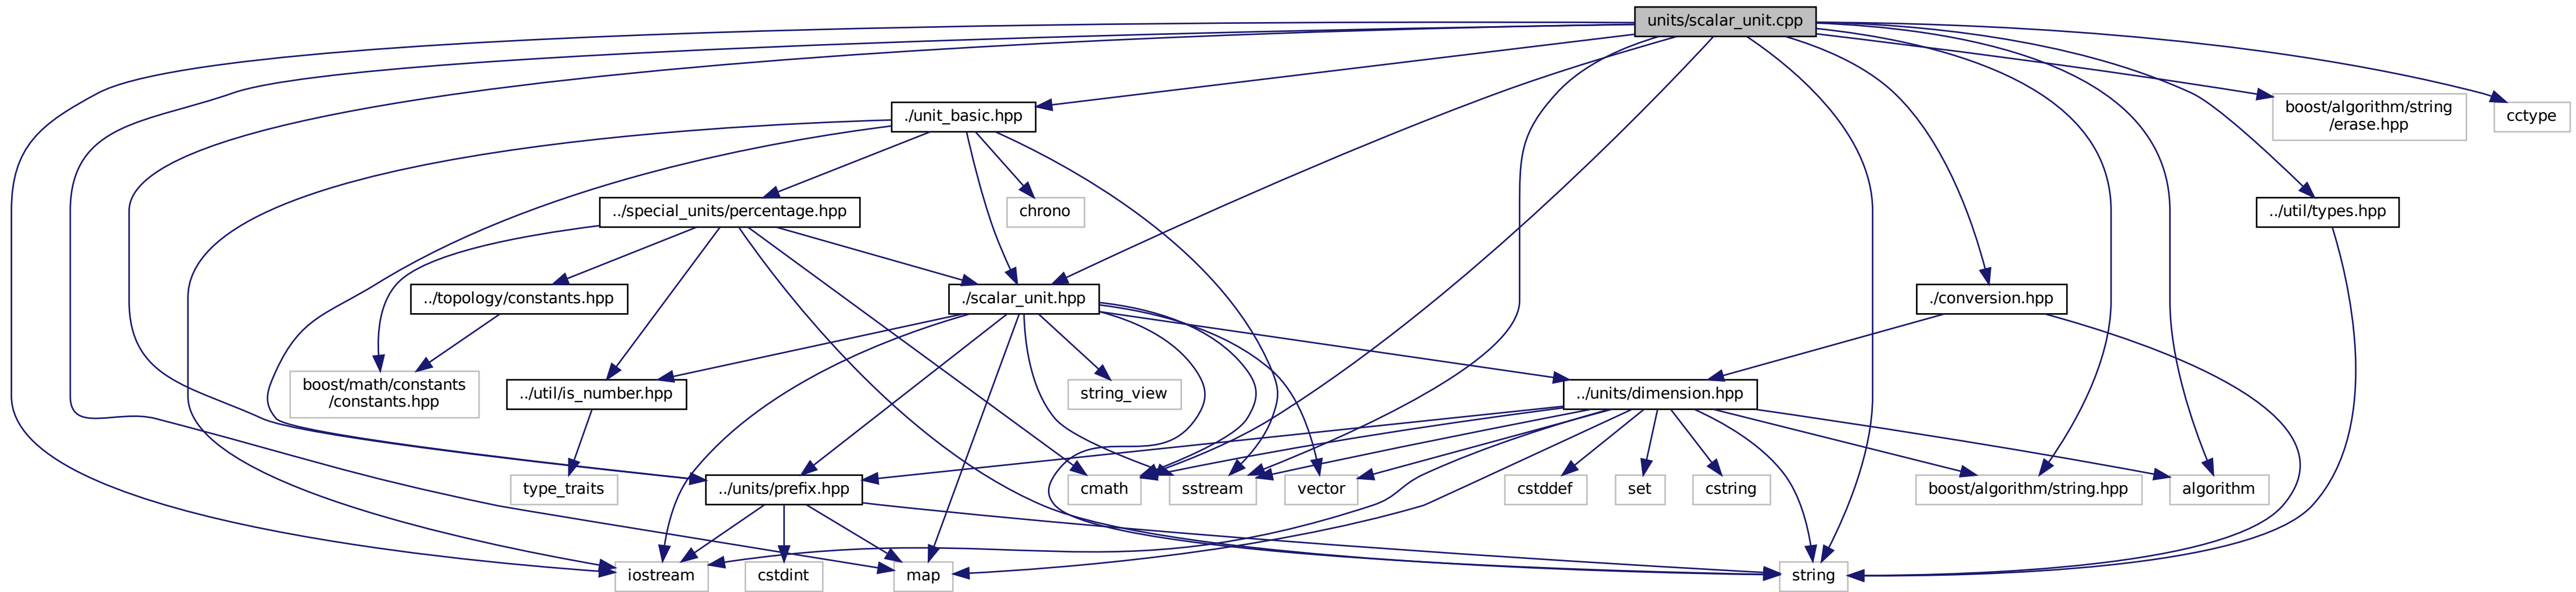 units/scalar_unit.cpp
./unit_basic.hpp
boost/algorithm/string
/erase.hpp
cctype
../special_units/percentage.hpp
chrono
../util/types.hpp
../topology/constants.hpp
./scalar_unit.hpp
./conversion.hpp
boost/math/constants
/constants.hpp
../util/is_number.hpp
string_view
../units/dimension.hpp
type_traits
../units/prefix.hpp
cmath
sstream
vector
cstddef
set
cstring
boost/algorithm/string.hpp
algorithm
iostream
cstdint
map
string